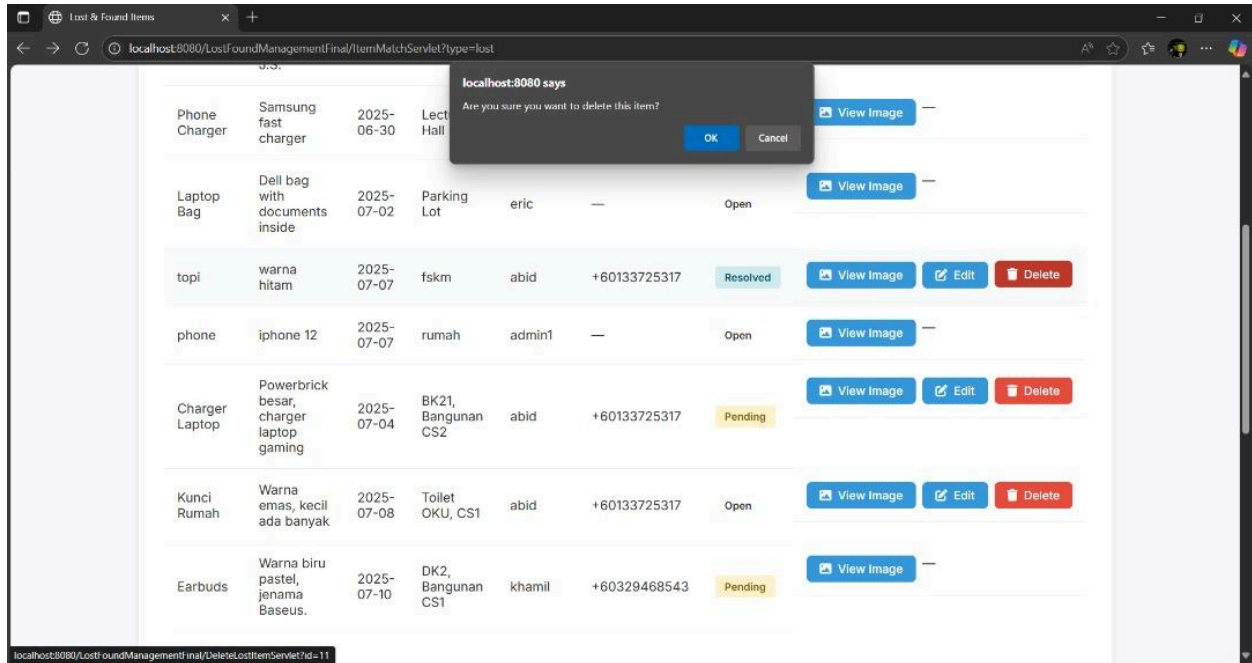 Lost & Found Items
localhost:8080/LostFoundManagementFinal/ItemMatchServlet?type=lost
localhost:8080 says
Are you sure you want to delete this item?
OK
Cancel
J.S.
Phone
Charger
Samsung
fast
charger
2025-
06-30
Hall
View Image
—
Laptop
Bag
Dell bag
with
documents
inside
2025-
07-02
Parking
Lot
eric
—
Open
View Image
—
topi
warna
hitam
2025-
07-07
fskm
abid
+60133725317
Resolved
View Image
Edit
Delete
phone
iphone 12
2025-
07-07
rumah
admin1
—
Open
View Image
—
Charger
Laptop
Powerbrick
besar,
charger
laptop
gaming
2025-
07-04
BK21,
Bangunan
CS2
abid
+60133725317
Pending
View Image
Edit
Delete
Kunci
Rumah
Warna
emas, kecil
ada banyak
2025-
07-08
Toilet
OKU, CS1
abid
+60133725317
Open
View Image
Edit
Delete
Earbuds
Warna biru
pastel,
jenama
Baseus.
2025-
07-10
DK2,
Bangunan
CS1
khamil
+60329468543
Pending
View Image
—
localhost:8080/LostFoundManagementFinal/DeleteLostItemServlet?id=11